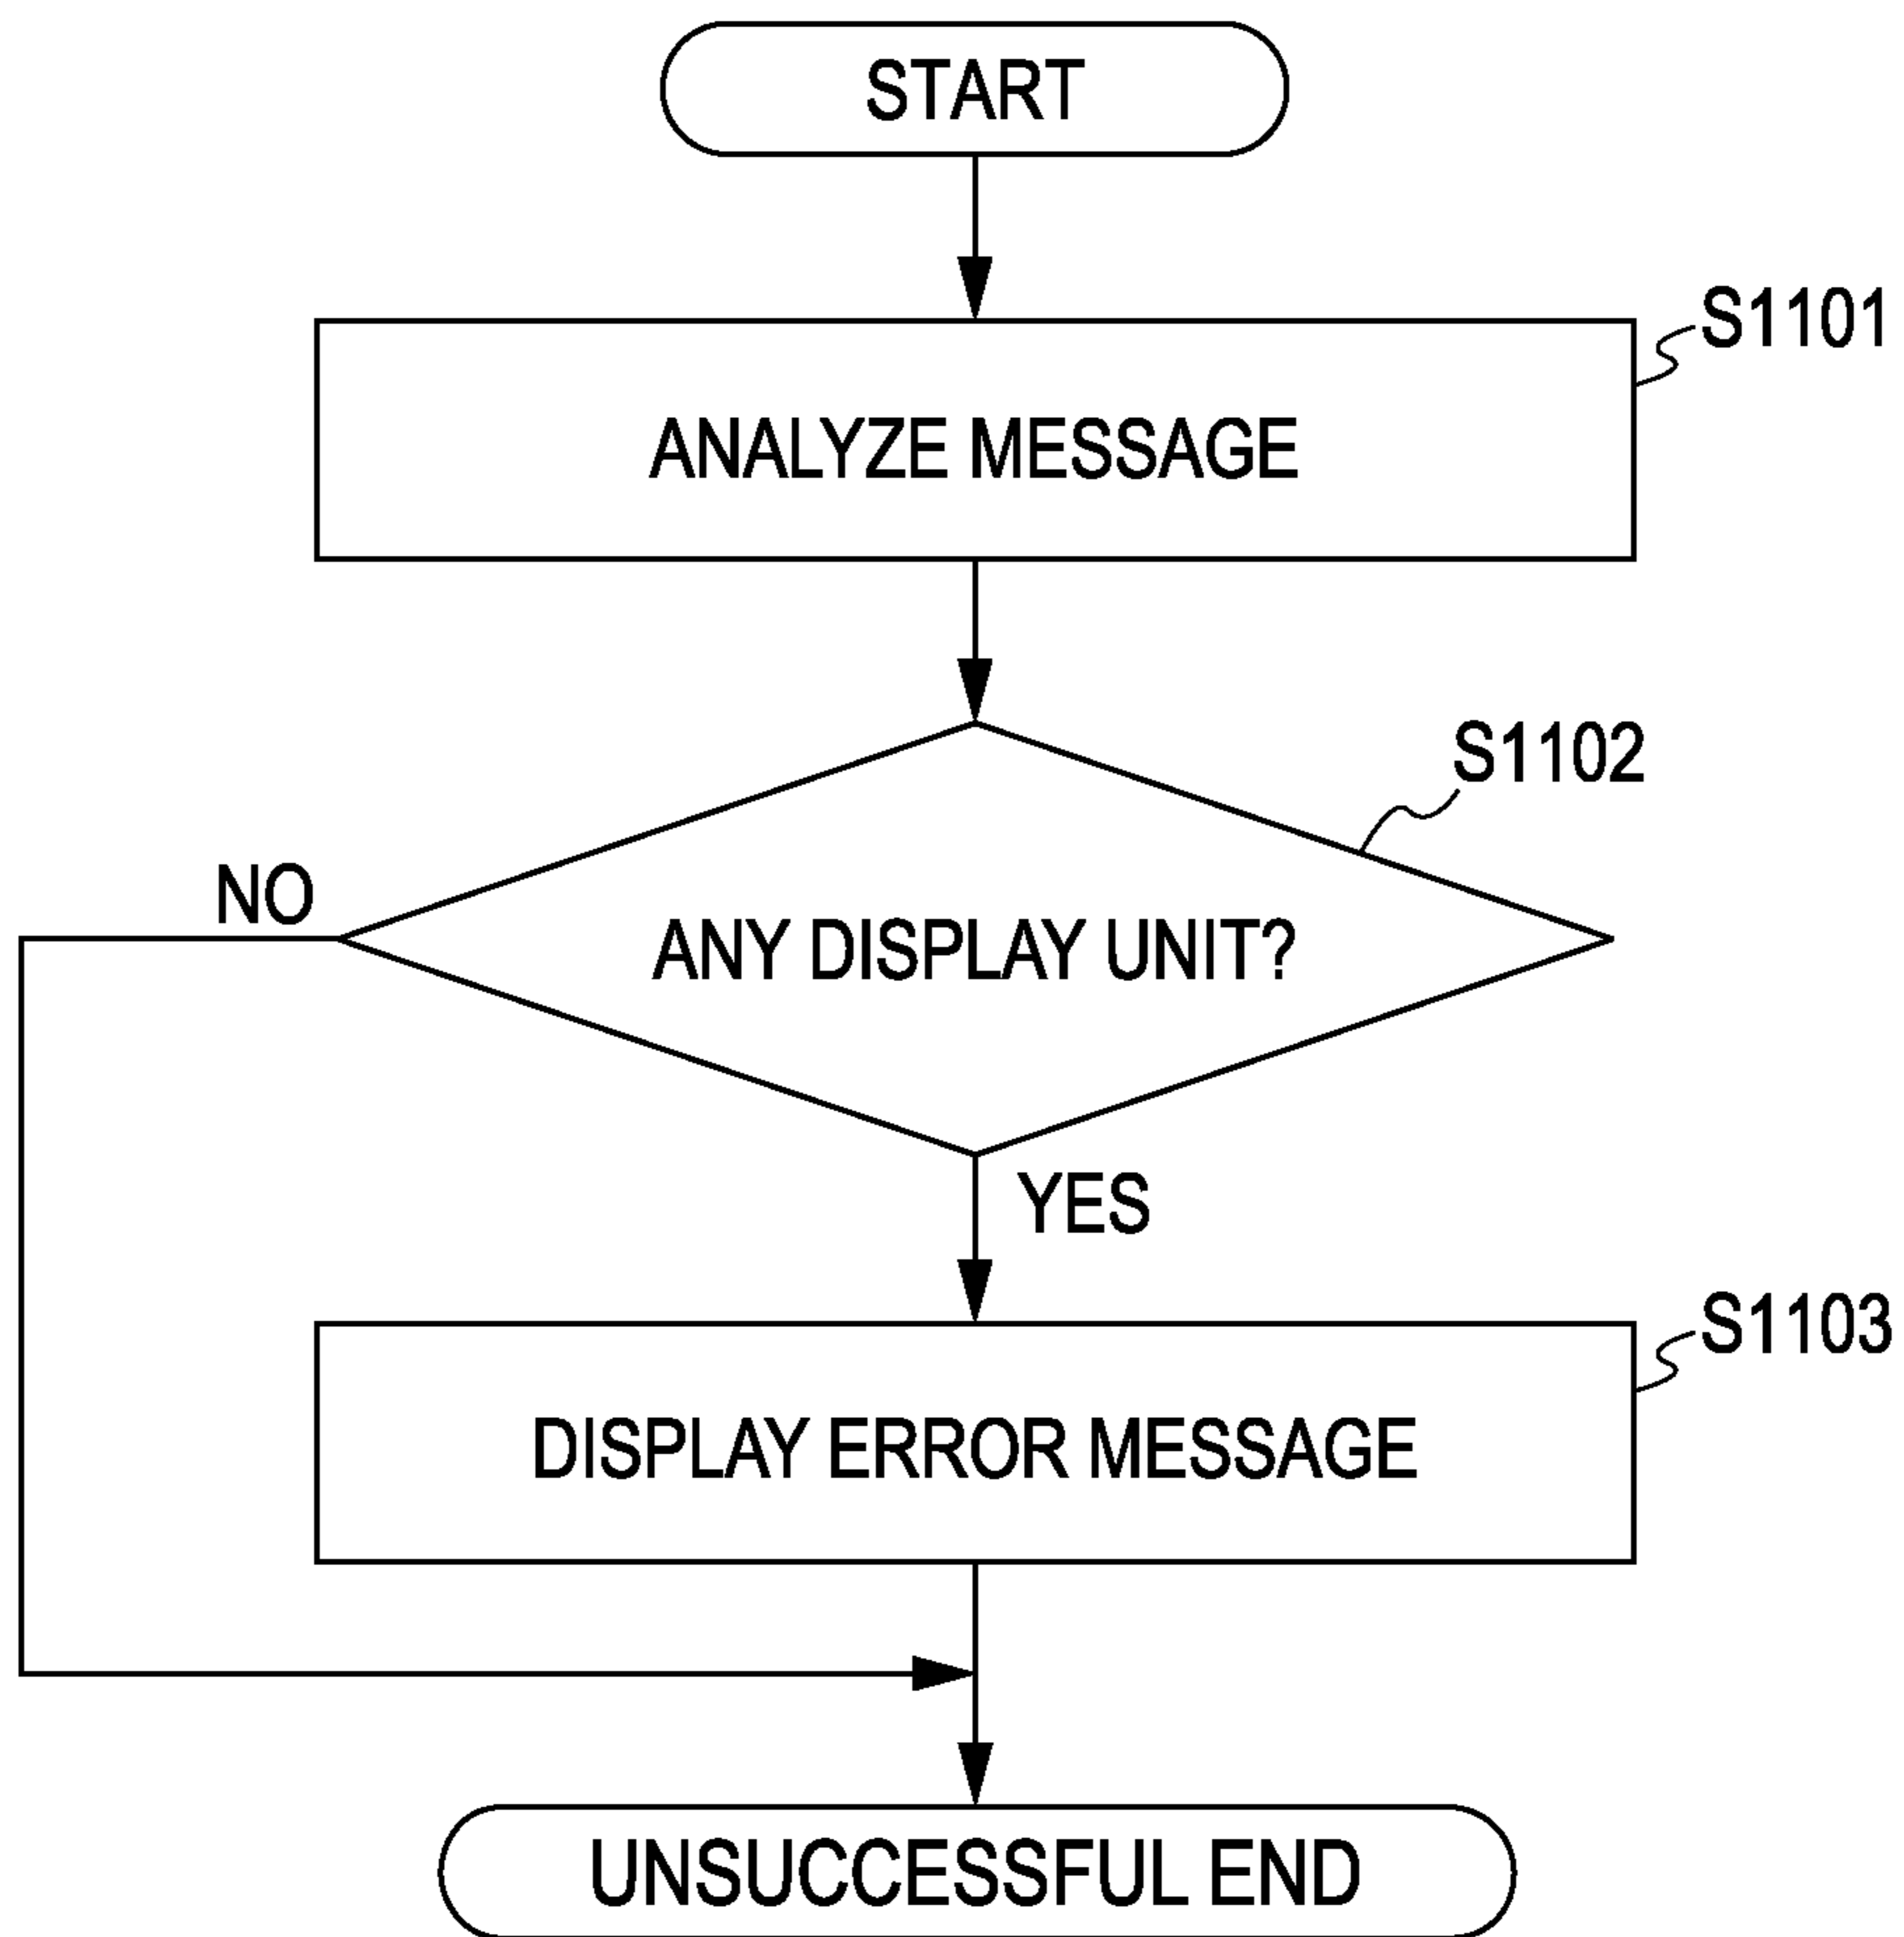 START
S1101
ANALYZE MESSAGE
S1102
NO
ANY DISPLAY UNIT?
YES
S1103
DISPLAY ERROR MESSAGE
UNSUCCESSFUL END